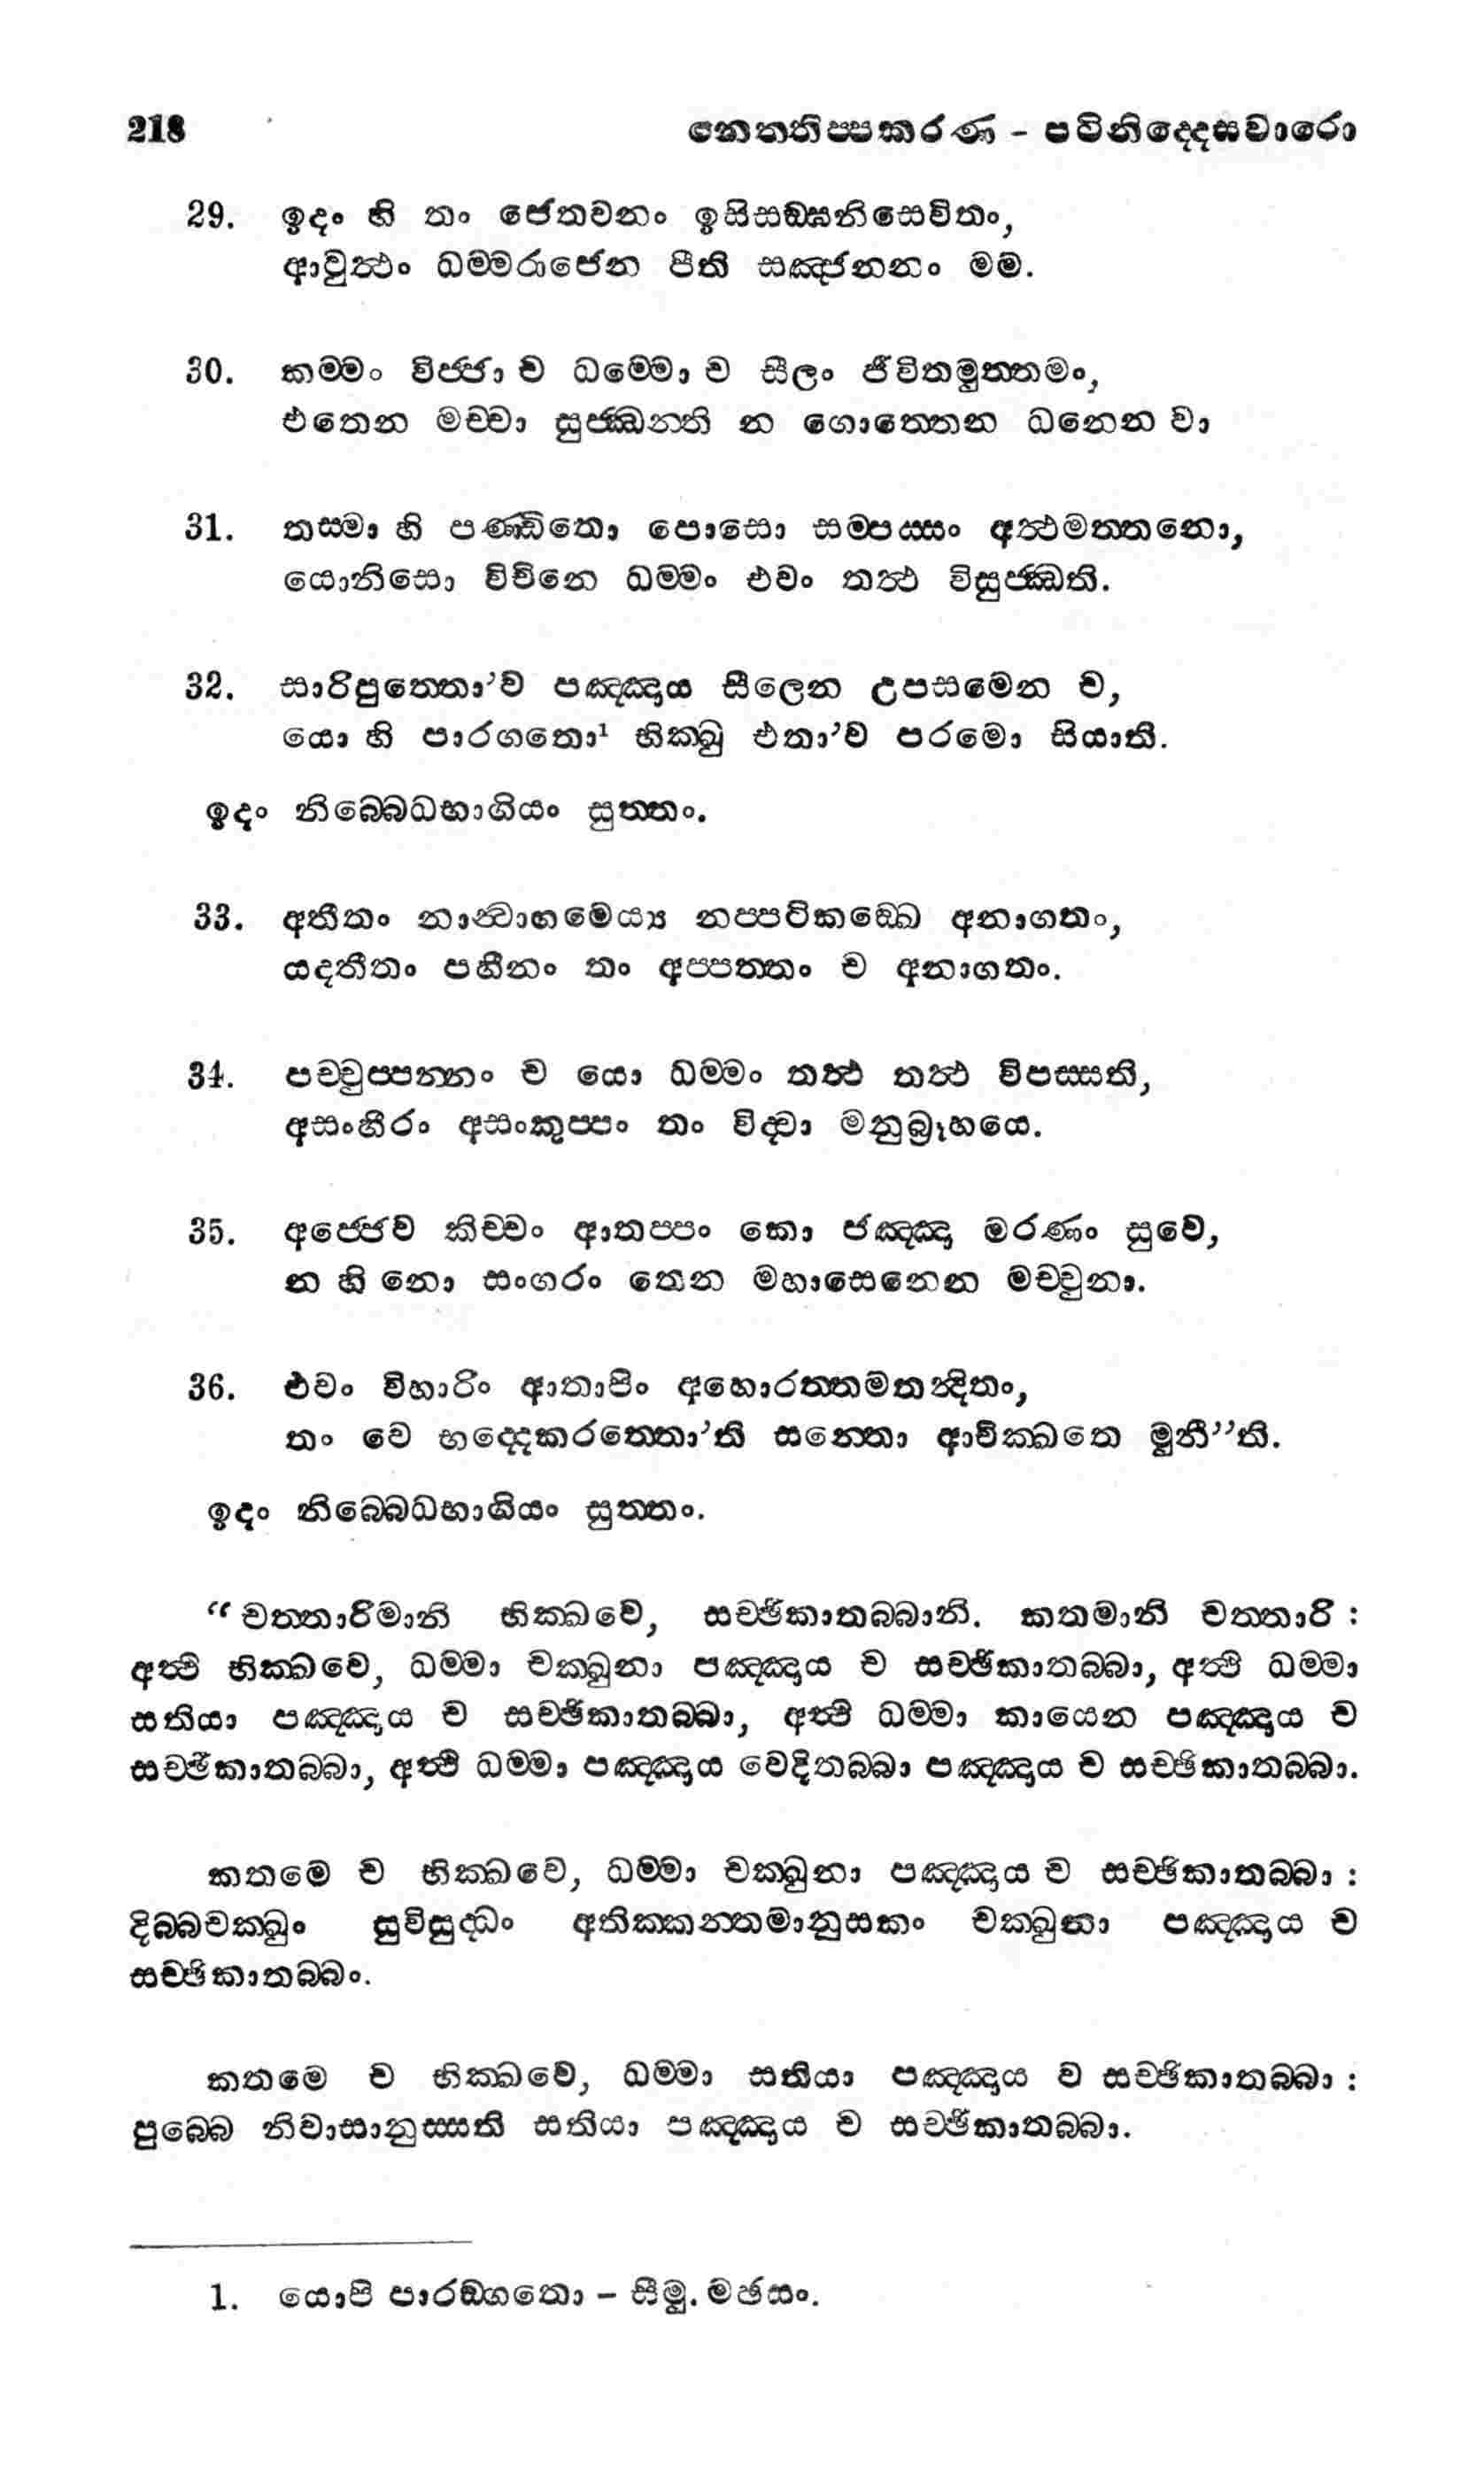 218 නෙත‍්තිප‍්පකරණ - පටිනිද‍්දෙසවාරො
29. ඉදං හි තං ජෙතවනං ඉසිසඞ‍්ඝනිසෙවිතං,
ආවුත්‍ථං ධම‍්මරාජෙන පීති සඤ‍්ජනනං මම.
30. කම‍්මං විජ‍්ජා ච ධම‍්මො ච සීලං ජීවිතමුත‍්තමං,
එතෙන මච‍්චා සුජ‍්ඣන‍්ති න ගොත‍්තෙන ධනෙන වා
31. තස‍්මා හි පණ‍්ඩිතො පොසො සම‍්පස‍්සං අත්‍ථමත‍්තනො,
යොනිසො විචිනෙ ධම‍්මං එවං තත්‍ථ විසුජ‍්ඣති.
32. සාරිපුත‍්තො’ව පඤ‍්ඤාය සීලෙන උපසමෙන ච,
යො හි පාරගතො¹ භික‍්ඛු එතා’ව පරමො සියාති.
ඉදං නිබ‍්බෙධභාගියං සුත‍්තං.
33. අතීතං නාන්‍වාගමෙය්‍ය නප‍්පටිකඞ‍්ඛෙ අනාගතං,
යදතීතං පහීනං තං අප‍්පත‍්තං ච අනාගතං.
34. පච‍්චුප‍්පන‍්නං ච යො ධම‍්මං තත්‍ථ තත්‍ථ විපස‍්සති,
අසංහීරං අසංකුප‍්පං තං විද්‍වා මනුබ්‍රෑහයෙ.
35. අජ‍්ජෙව කිච‍්චං ආතප‍්පං කො ජඤ‍්ඤා මරණං සුවෙ,
න හි නො සංගරං තෙන මහාසෙනෙන මච‍්චුනා.
36. එවං විහාරිං ආතාපිං අහොරත‍්තමතන්‍දිතං,
තං වෙ භද‍්දෙකරත‍්තො’ති සන‍්තො ආචික‍්ඛතෙ මුනී”ති.
ඉදං නිබ‍්බෙධභාගියං සුත‍්තං.
“චත‍්තාරිමානි භික‍්ඛවෙ, සච‍්ඡිකාතබ‍්බානි. කතමානි චත‍්තාරි :
අත්‍ථි භික‍්ඛවෙ, ධම‍්මා චක‍්ඛුනා පඤ‍්ඤාය ච සච‍්ඡිකාතබ‍්බා, අත්‍ථි ධම‍්මා
සතියා පඤ‍්ඤාය ච සච‍්ඡිකාතබ‍්බා, අත්‍ථි ධම‍්මා කායෙන පඤ‍්ඤාය ච
සච‍්ඡිකාතබ‍්බා, අත්‍ථි ධම‍්මා පඤ‍්ඤාය වෙදිතබ‍්බා පඤ‍්ඤාය ච සච‍්ඡිකාතබ‍්බා.
කතමෙ ච භික‍්ඛවෙ, ධම‍්මා චක‍්ඛුනා පඤ‍්ඤාය ච සච‍්ඡිකාතබ‍්බා :
දිබ‍්බචක‍්ඛුං සුවිසුද‍්ධං අතික‍්කන‍්තමානුසකං චක‍්ඛුනා පඤ‍්ඤාය ච
සච‍්ඡිකාතබ‍්බං.
කතමෙ ච භික‍්ඛවෙ, ධම‍්මා සතියා පඤ‍්ඤාය ච සච‍්ඡිකාතබ‍්බා :
පුබ‍්බෙ නිවාසානුස‍්සති සතියා පඤ‍්ඤාය ච සච‍්ඡිකාතබ‍්බා.
1. යොපි පාරඞ‍්ගතො - සීමු. මඡසං.